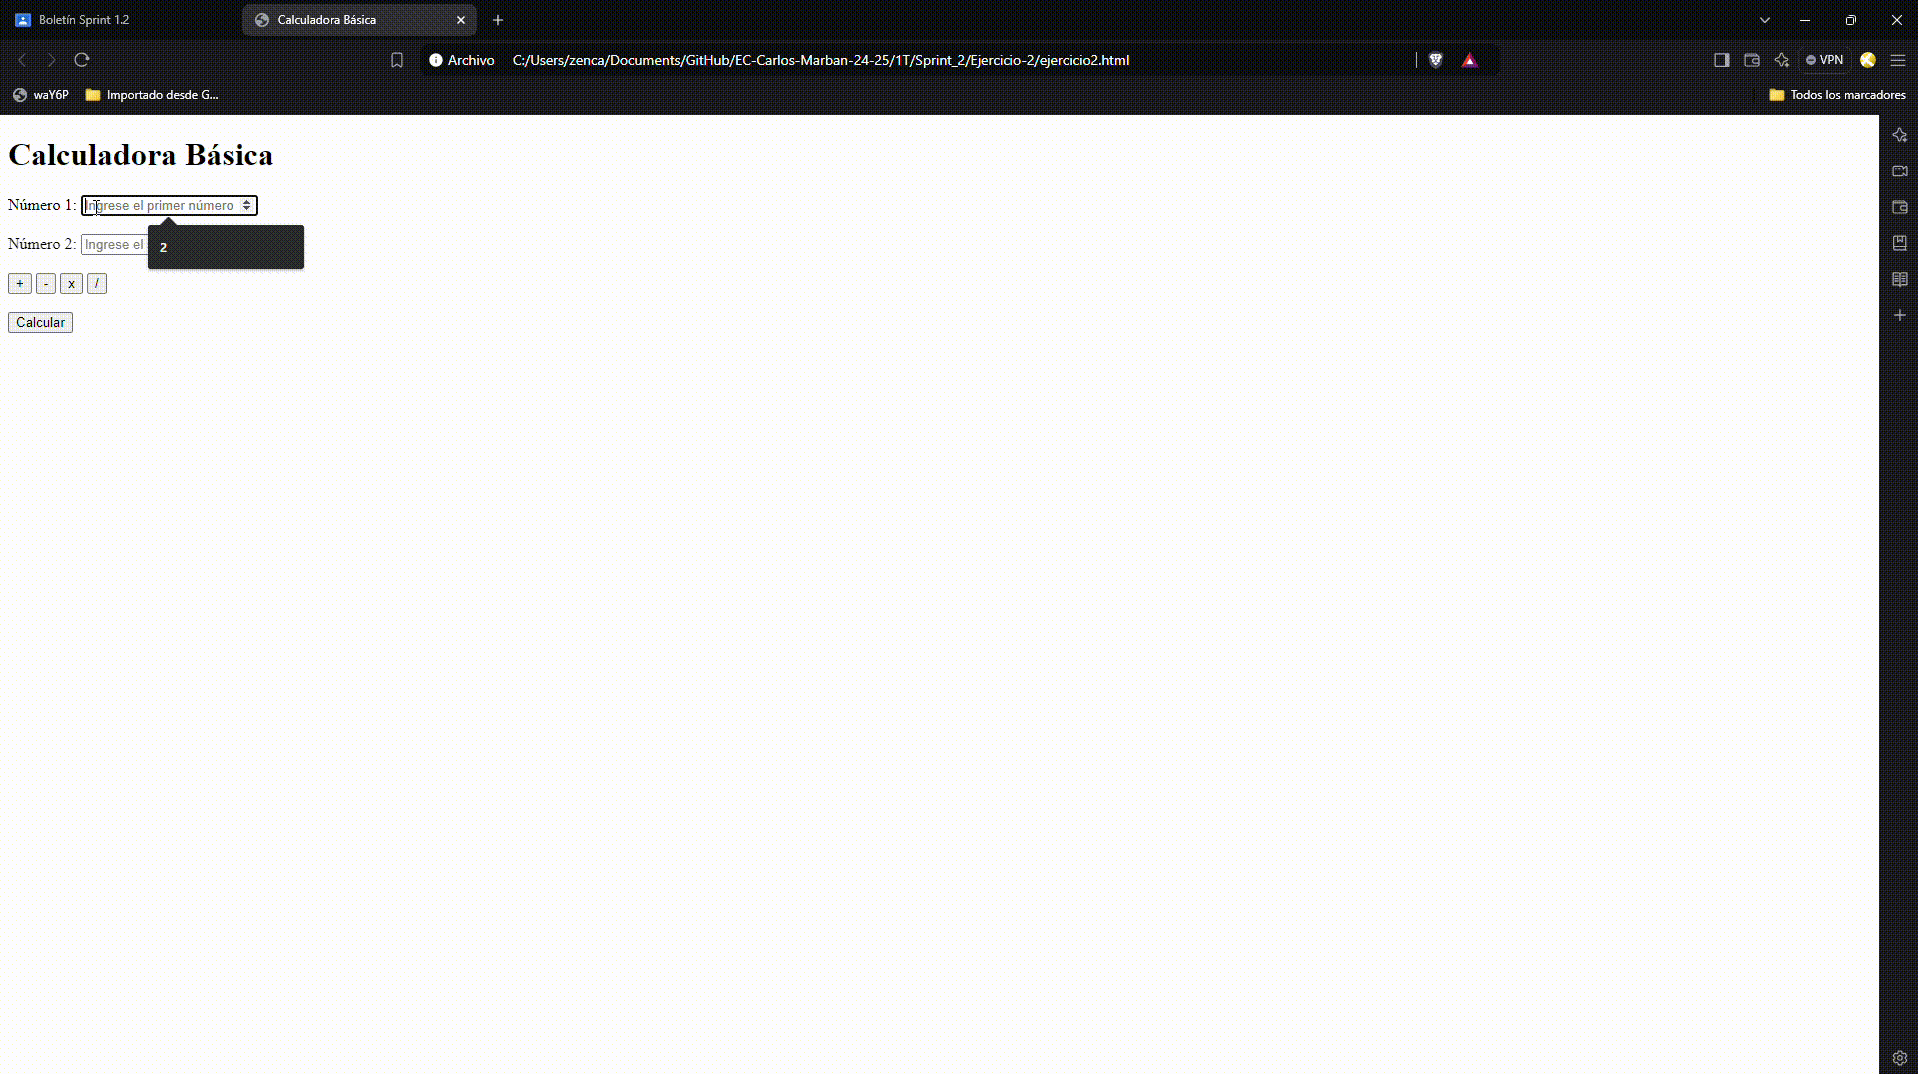 Boletín Sprint 1.2
Calculadora Básica
Archivo C:/Users/zenca/Documents/GitHub/EC-Carlos-Marban-24-25/1T/Sprint_2/Ejercicio-2/ejercicio2.html
VPN
waY6P
Importado desde G...
Todos los marcadores
Calculadora Básica
Número 1: Ingrese el primer número
Número 2: Ingrese el
2
+ - x /
Calcular